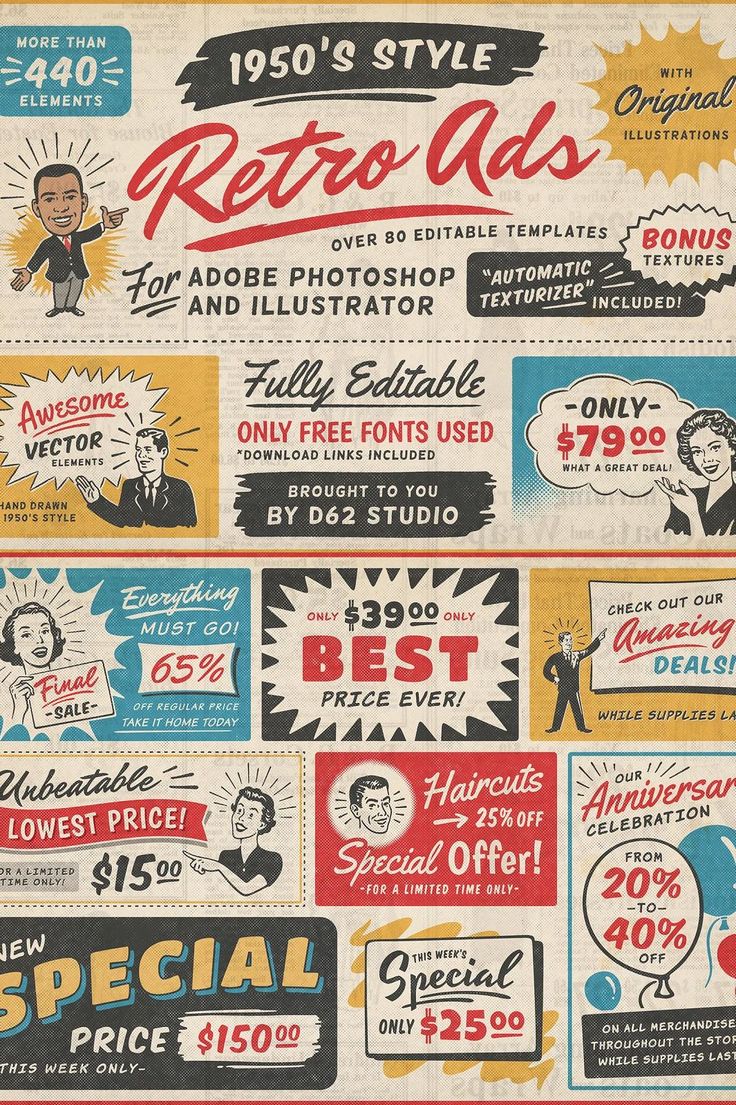 MORE THAN
440
ELEMENTS
1950'S STYLE
Retro Ads
WITH
Original
ILLUSTRATIONS
OVER 80 EDITABLE TEMPLATES
For ADOBE PHOTOSHOP
AND ILLUSTRATOR
"AUTOMATIC
TEXTURIZER" INCLUDED!
BONUS
TEXTURES
Awesome
VECTOR
ELEMENTS
HAND DRAWN
1950'S STYLE
Fully Editable
ONLY FREE FONTS USED
*DOWNLOAD LINKS INCLUDED
BROUGHT TO YOU
BY D62 STUDIO
-ONLY-
$79.00
WHAT A GREAT DEAL!
Final
-SALE-
Everything
MUST GO!
65%
OFF REGULAR PRICE
TAKE IT HOME TODAY
ONLY $39.00 ONLY
BEST
PRICE EVER!
CHECK OUT OUR
Amazing
DEALS!
WHILE SUPPLIES LA
Unbeatable
LOWEST PRICE!
OR A LIMITED
TIME ONLY!
$15.00
Haircuts
→ 25% OFF
Special Offer!
-FOR A LIMITED TIME ONLY-
OUR
Anniversar
CELEBRATION
FROM
20%
-TO-
40%
OFF
ON ALL MERCHANDISE
THROUGHOUT THE STOR
WHILE SUPPLIES LAST
NEW
SPECIAL
PRICE $150.00
THIS WEEK ONLY-
THIS WEEK'S
Special
ONLY $25.00